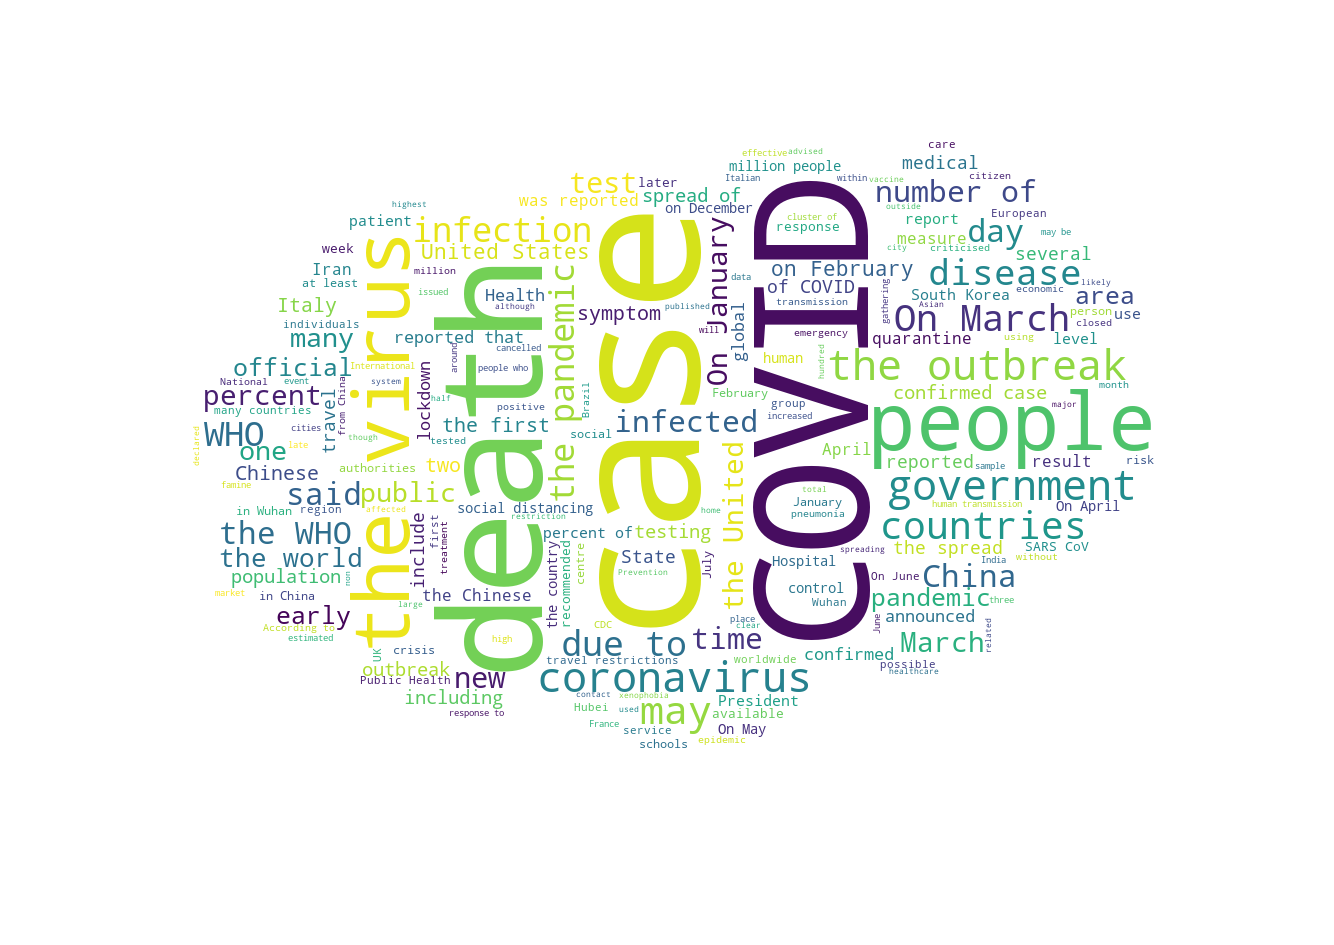 care
effective
advised
million people
medical
Italian
within
vaccine
citizen
test
later
spread of
number of
highest
was reported
on December
outside
European
patient
infection
cluster of
response
report
day
may be
week
United States
measure
city
criticised
several
Iran
million
on February
disease
likely
at least
data
of COVID
South Korea
economic
area
issued
Health
transmission
Asian
person
Italy
although
symptom
published
On March
closed
use
individuals
will
emergency
quarantine
using
level
many
reported that
cancelled
human
the outbreak
official
International
people who
month
National
event
system
percent
half
positive
February
group
confirmed case
major
many countries
increased
people
WHO
cities
the first
infected
one
late
though
tested
social
April
Chinese
authorities
two
reported
sample
result
risk
famine
said
public
January
government
total
in Wuhan
region
affected
social distancing
restriction
home
pneumonia
human transmission
On April
the WHO
percent of
testing
countries
the world
State
spreading
the spread
SARS CoV
without
population
non
Prevention
Hospital
India
On June
China
market
in China
the Chinese
control
pandemic
three
early
large
Wuhan
According to
estimated
high
CDC
place
clear
announced
due to
time
March
UK
crisis
travel restrictions
worldwide
confirmed
possible
outbreak
Public Health
new
coronavirus
healthcare
including
contact
xenophobia
President
response to
Hubei
used
may
available
France
service
On May
schools
epidemic
declared
travel
from China
the virus
lockdown
include
first
treatment
around
death
the pandemic
the country
recommended
centre
Brazil
case
July
On January
global
the United
COVID
hundred
gathering
June
related